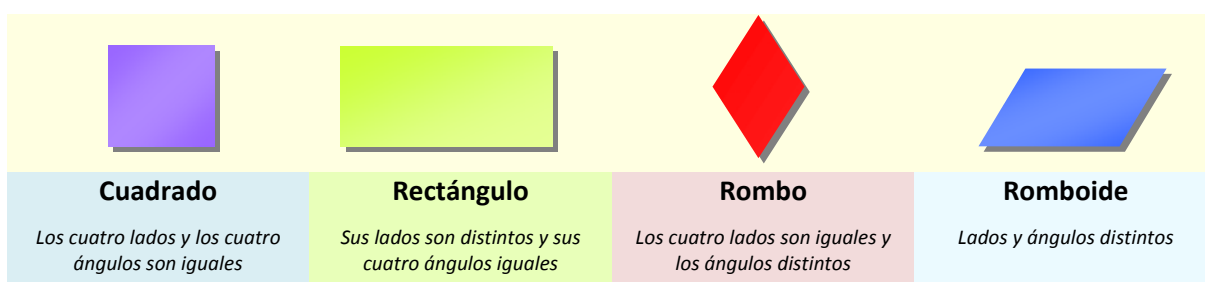 Cuadrado
Los cuatro lados y los cuatro
ángulos son iguales
Rectángulo
Sus lados son distintos y sus
cuatro ángulos iguales
Rombo
Los cuatro lados son iguales y
los ángulos distintos
Romboide
Lados y ángulos distintos